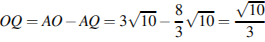 OQ = AO − AQ = 3√10 − 8/3 √10 = √10/3